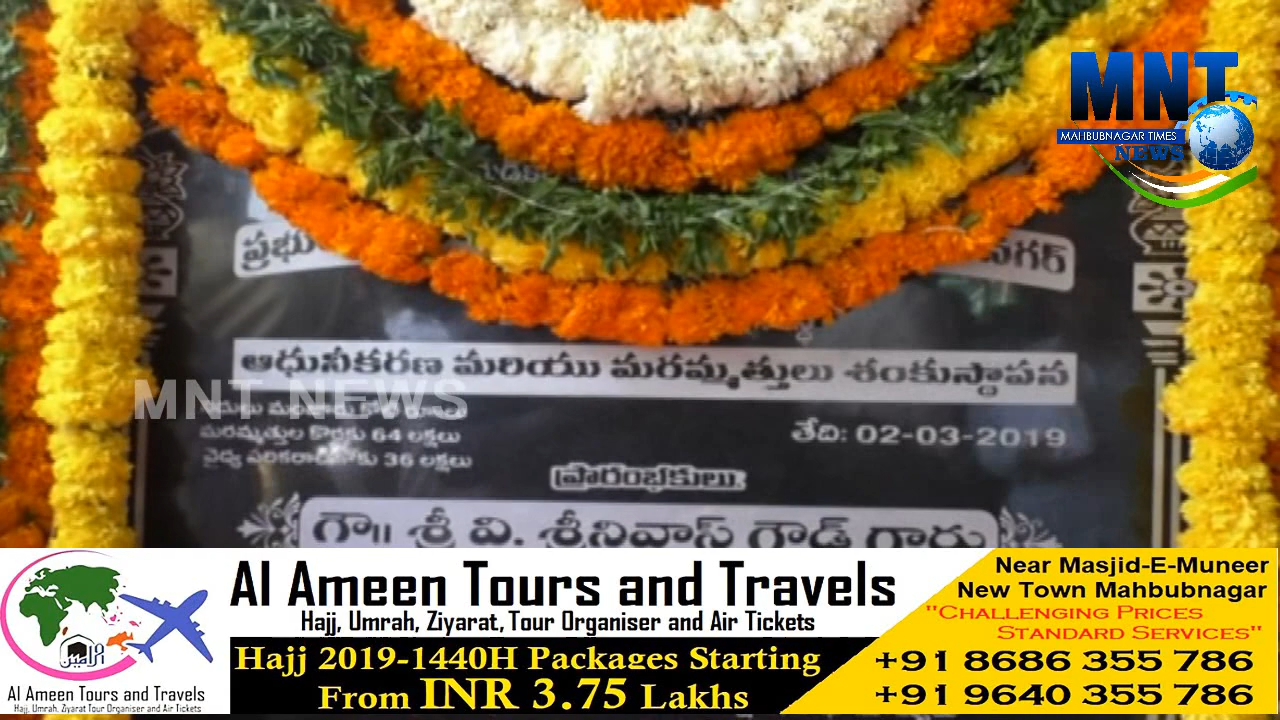 MNT
MAHBUBNAGAR TIMES
NEWS
ప్రభు
నగర్
ఆధునీకరణ మరియు మరమ్మత్తులు శంకుస్థాపన
MNT NEWS
మరమ్మత్తుల కొరకు 64 లక్షలు
తేది: 02-03-2019
వైద్య పరికరాల కు 36 లక్షలు
ప్రారంభకులు:
గౌ|| శ్రీ వి. శ్రీనివాస్ గౌడ్ గారు
Al Ameen Tours and Travels
Hajj, Umrah, Ziyarat, Tour Organiser and Air Tickets
Hajj 2019-1440H Packages Starting
From INR 3.75 Lakhs
Al Ameen Tours and Travels
Hajj, Umrah, Ziyarat Tour Organiser and Air Tickets
Near Masjid-E-Muneer
New Town Mahbubnagar
"Challenging Prices
Standard Services"
+91 8686 355 786
+91 9640 355 786